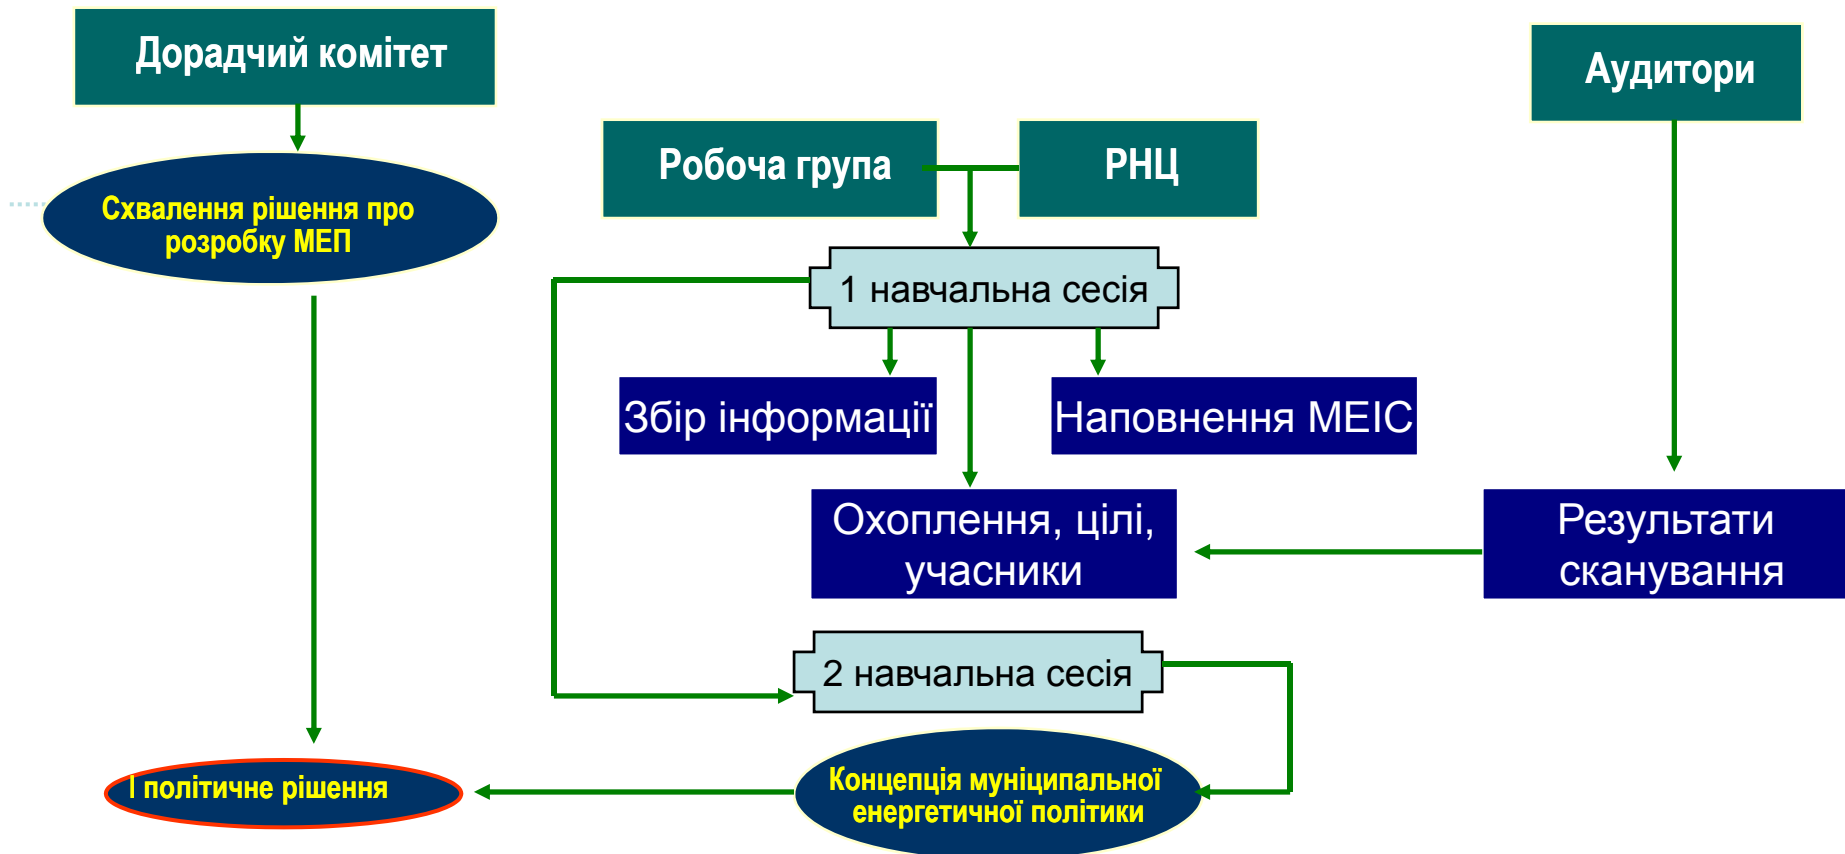 Дорадчий комітет
Аудитори
Робоча група
РНЦ
Схвалення рішення про
розробку МЕП
1 навчальна сесія
Збір інформації
Наповнення МЕІС
Охоплення, цілі,
учасники
Результати
сканування
2 навчальна сесія
І політичне рішення
Концепція муніципальної
енергетичної політики